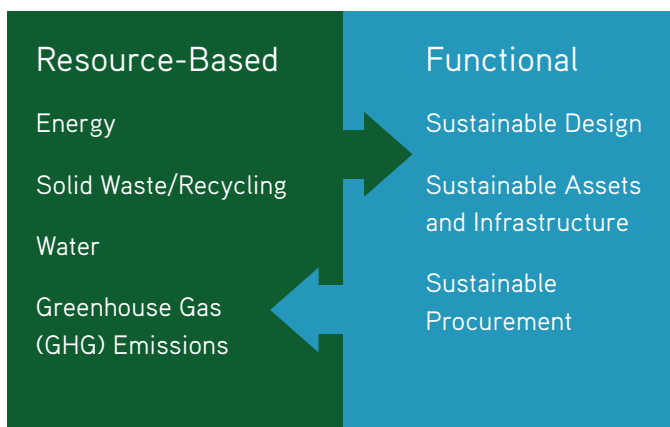 Resource-Based
Energy
Solid Waste/Recycling
Water
Greenhouse Gas
(GHG) Emissions
Functional
Sustainable Design
Sustainable Assets
and Infrastructure
Sustainable
Procurement